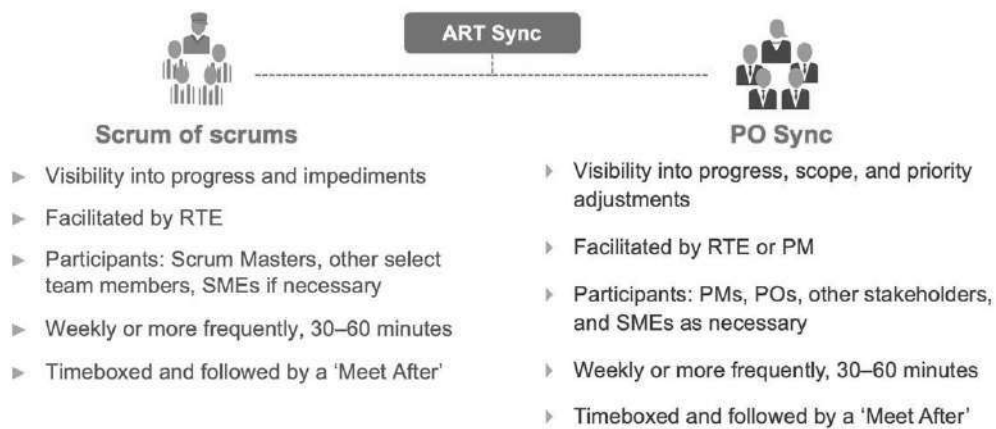 ART Sync
Scrum of scrums
Visibility into progress and impediments
Facilitated by RTE
Participants: Scrum Masters, other select
team members, SMEs if necessary
Weekly or more frequently, 30–60 minutes
Timeboxed and followed by a ‘Meet After’
PO Sync
Visibility into progress, scope, and priority
adjustments
Facilitated by RTE or PM
Participants: PMs, POs, other stakeholders,
and SMEs as necessary
Weekly or more frequently, 30–60 minutes
Timeboxed and followed by a ‘Meet After’